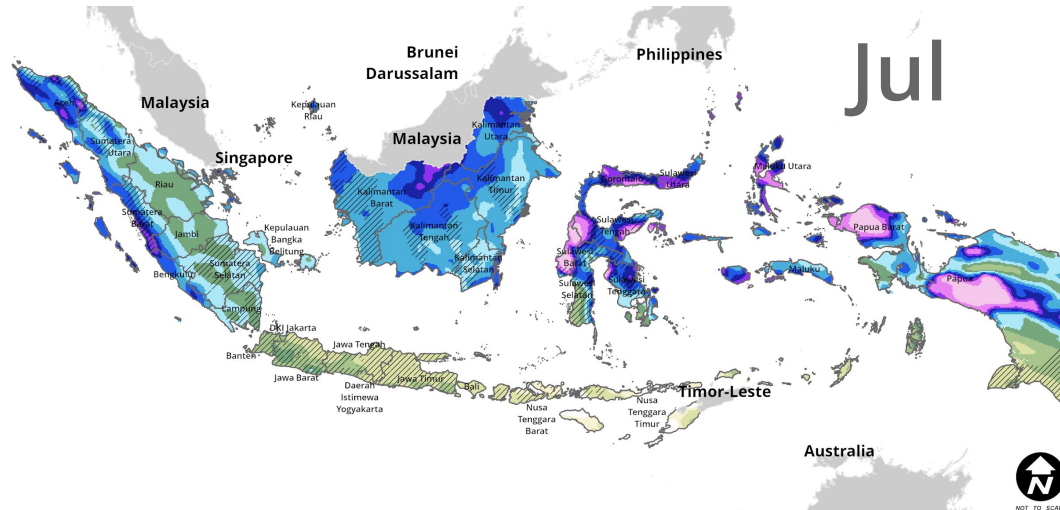 Jul
Brunei
Darussalam
Philippines
Malaysia
Kepulauan
Riau
Aceh
Kalimantan
Utara
Malaysia
Sumatera
Utara
Singapore
Maluku Utara
Riau
Gorontalo
Sulawesi
Utara
Kalimantan
Barat
Kalimantan
Timur
Sumatera
Barat
Sulawesi
Tengah
Kalimantan
Tengah
Papua Barat
Jambi
Kepulauan
Bangka
Belitung
Sulawesi
Barat
Kalimantan
Selatan
Sumatera
Selatan
Bengkulu
Maluku
Papua
Sulawesi
Selatan
Sulawesi
Tenggara
Lampung
DKI Jakarta
Jawa Tengah
Banten
Jawa Barat
Jawa Timur
Daerah
Istimewa
Yogyakarta
Bali
Timor-Leste
Nusa
Tenggara
Barat
Nusa
Tenggara
Timur
Australia
N